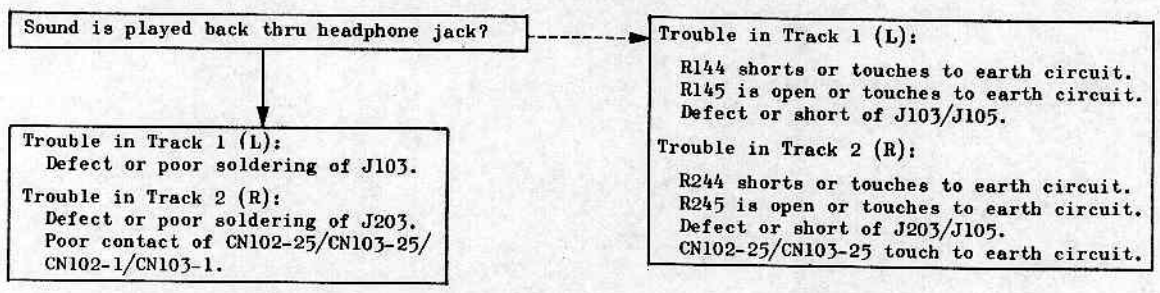 Sound is played back thru headphone jack?
Trouble in Track 1 (L):
Defect or poor soldering of J103.
Trouble in Track 2 (R):
Defect or poor soldering of J203.
Poor contact of CN102-25/CN103-25/
CN102-1/CN103-1.
Trouble in Track 1 (L):
R144 shorts or touches to earth circuit.
R145 is open or touches to earth circuit.
Defect or short of J103/J105.
Trouble in Track 2 (R):
R244 shorts or touches to earth circuit.
R245 is open or touches to earth circuit.
Defect or short of J203/J105.
CN102-25/CN103-25 touch to earth circuit.